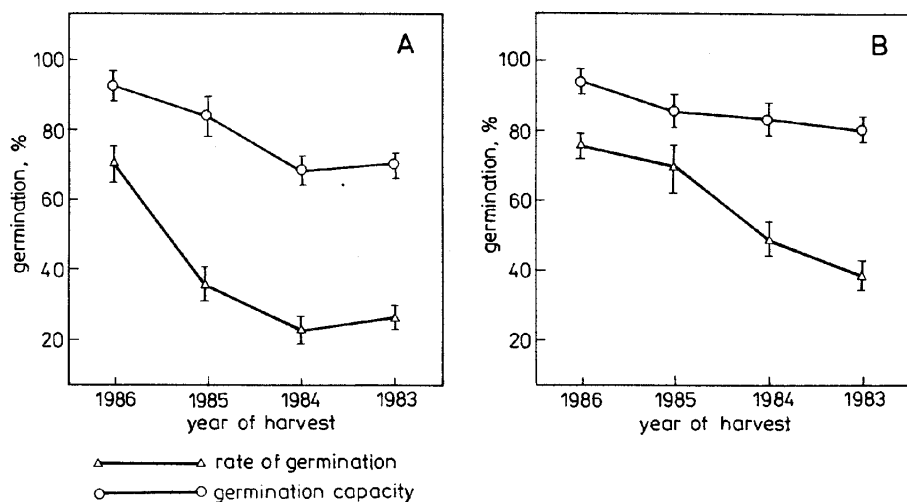 A
100
80
60
40
20
germination, %
1986 1985 1984 1983
year of harvest
B
100
80
60
40
20
germination, %
1986 1985 1984 1983
year of harvest
rate of germination
germination capacity